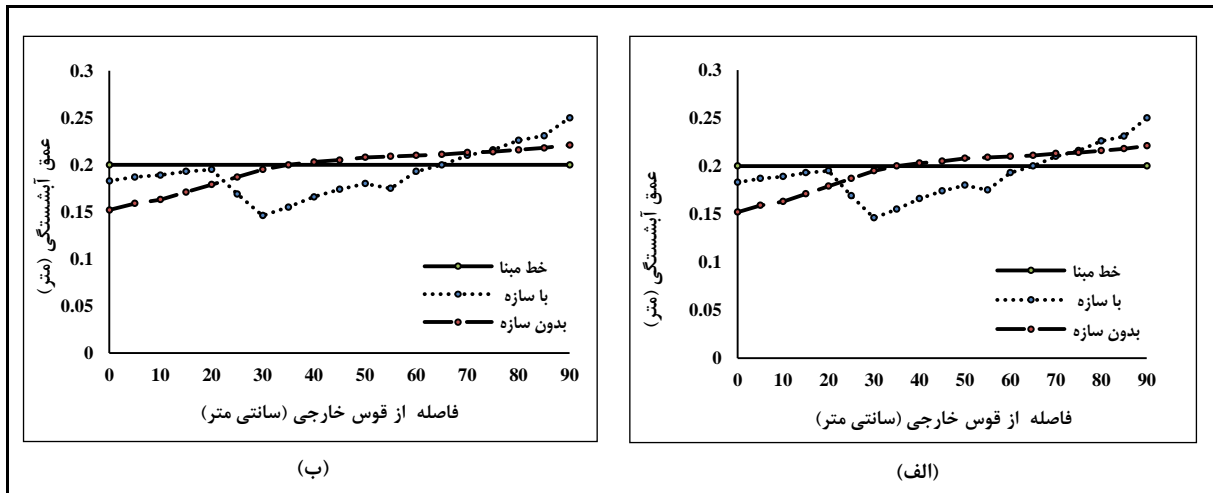 0.3
0.25
0.2
0.15
0.1
0.05
0
عمق آبشستگی (متر)
خط مبنا
با سازه
بدون سازه
0 10 20 30 40 50 60 70 80 90
فاصله از قوس خارجی (سانتی متر)
(الف)
0.3
0.25
0.2
0.15
0.1
0.05
0
عمق آبشستگی (متر)
خط مبنا
با سازه
بدون سازه
0 10 20 30 40 50 60 70 80 90
فاصله از قوس خارجی (سانتی متر)
(ب)